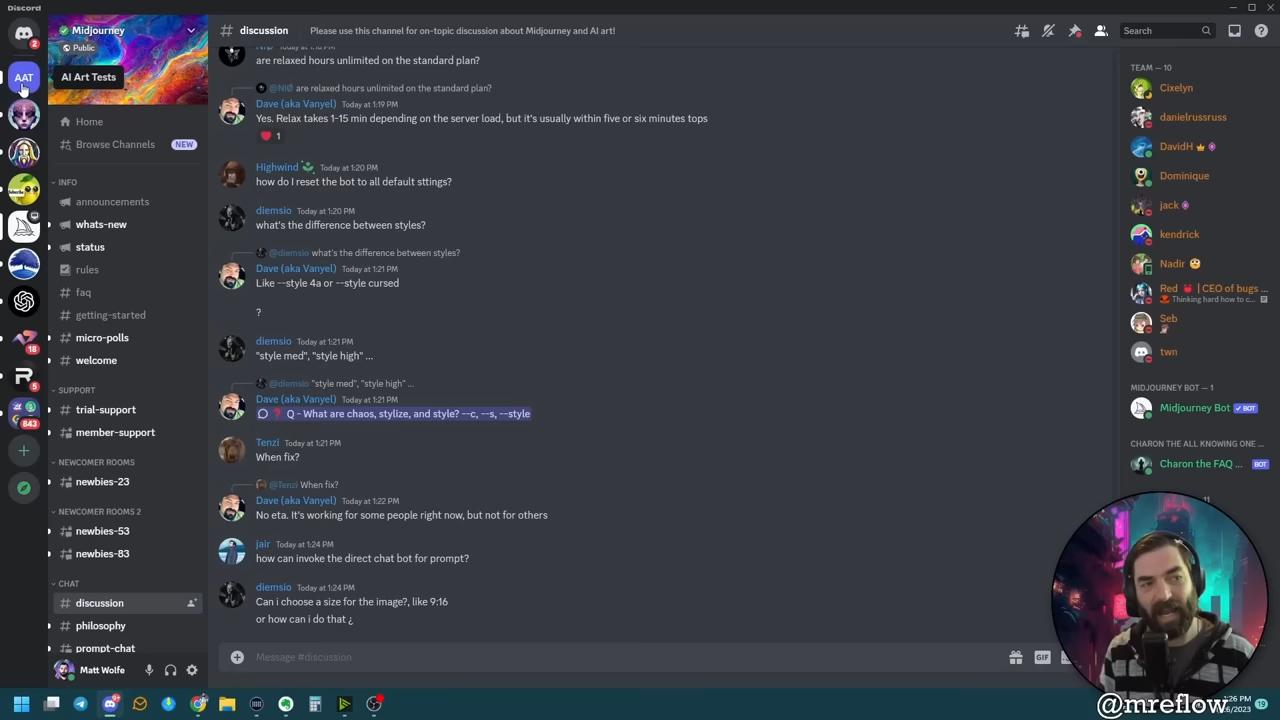 Discord
Midjourney
Public
# discussion
Please use this channel for on-topic discussion about Midjourney and AI art!
Search
2
AAT
AI Art Tests
Home
Browse Channels NEW
INFO
announcements
whats-new
status
rules
faq
getting-started
micro-polls
welcome
SUPPORT
trial-support
member-support
NEWCOMER ROOMS
newbies-23
NEWCOMER ROOMS 2
newbies-53
newbies-83
CHAT
discussion
philosophy
prompt-chat
Subscribe
18
5
843
Matt Wolfe
are relaxed hours unlimited on the standard plan?
@NIØ are relaxed hours unlimited on the standard plan?
Dave (aka Vanyel) Today at 1:19 PM
Yes. Relax takes 1-15 min depending on the server load, but it's usually within five or six minutes tops
1
Highwind Today at 1:20 PM
how do I reset the bot to all default sttings?
diemsio Today at 1:20 PM
what's the difference between styles?
@diemsio what's the difference between styles?
Dave (aka Vanyel) Today at 1:21 PM
Like --style 4a or --style cursed
?
diemsio Today at 1:21 PM
"style med", "style high" ...
@diemsio "style med", "style high" ...
Dave (aka Vanyel) Today at 1:21 PM
Q - What are chaos, stylize, and style? --c, --s, --style
Tenzi Today at 1:21 PM
When fix?
@Tenzi When fix?
Dave (aka Vanyel) Today at 1:22 PM
No eta. It's working for some people right now, but not for others
jair Today at 1:24 PM
how can invoke the direct chat bot for prompt?
diemsio Today at 1:24 PM
Can i choose a size for the image?, like 9:16
or how can i do that ¿
Message #discussion
GIF
TEAM — 10
Cixelyn
danielrussruss
DavidH
Dominique
jack
kendrick
Nadir
Red | CEO of bugs ...
Thinking hard how to c...
Seb
twn
MIDJOURNEY BOT — 1
Midjourney Bot ✓ BOT
CHARON THE ALL KNOWING ONE ...
Charon the FAQ ... BOT
@mreflow
19